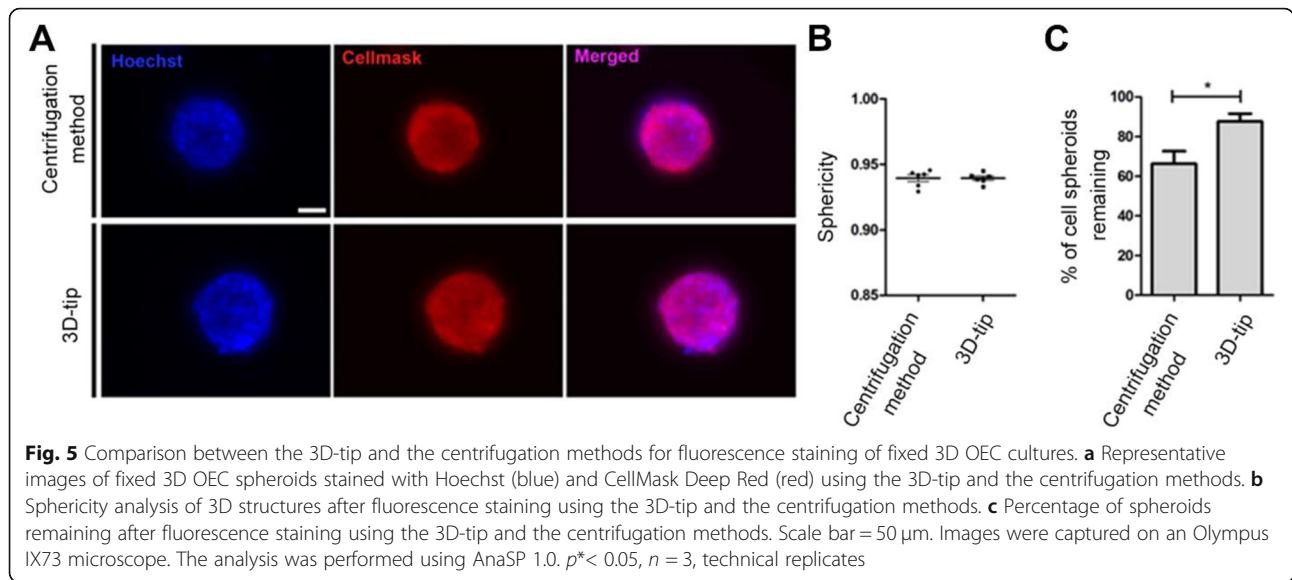 A
B
C
Hoechst
Cellmask
Merged
Centrifugation
method
3D-tip
1.00
0.95
0.90
0.85
Sphericity
Centrifugation
method
3D-tip
*
100
80
60
40
20
0
% of cell spheroids
remaining
Centrifugation
method
3D-tip
Fig. 5 Comparison between the 3D-tip and the centrifugation methods for fluorescence staining of fixed 3D OEC cultures. a Representative
images of fixed 3D OEC spheroids stained with Hoechst (blue) and CellMask Deep Red (red) using the 3D-tip and the centrifugation methods. b
Sphericity analysis of 3D structures after fluorescence staining using the 3D-tip and the centrifugation methods. c Percentage of spheroids
remaining after fluorescence staining using the 3D-tip and the centrifugation methods. Scale bar = 50 μm. Images were captured on an Olympus
IX73 microscope. The analysis was performed using AnaSP 1.0. p*< 0.05, n = 3, technical replicates